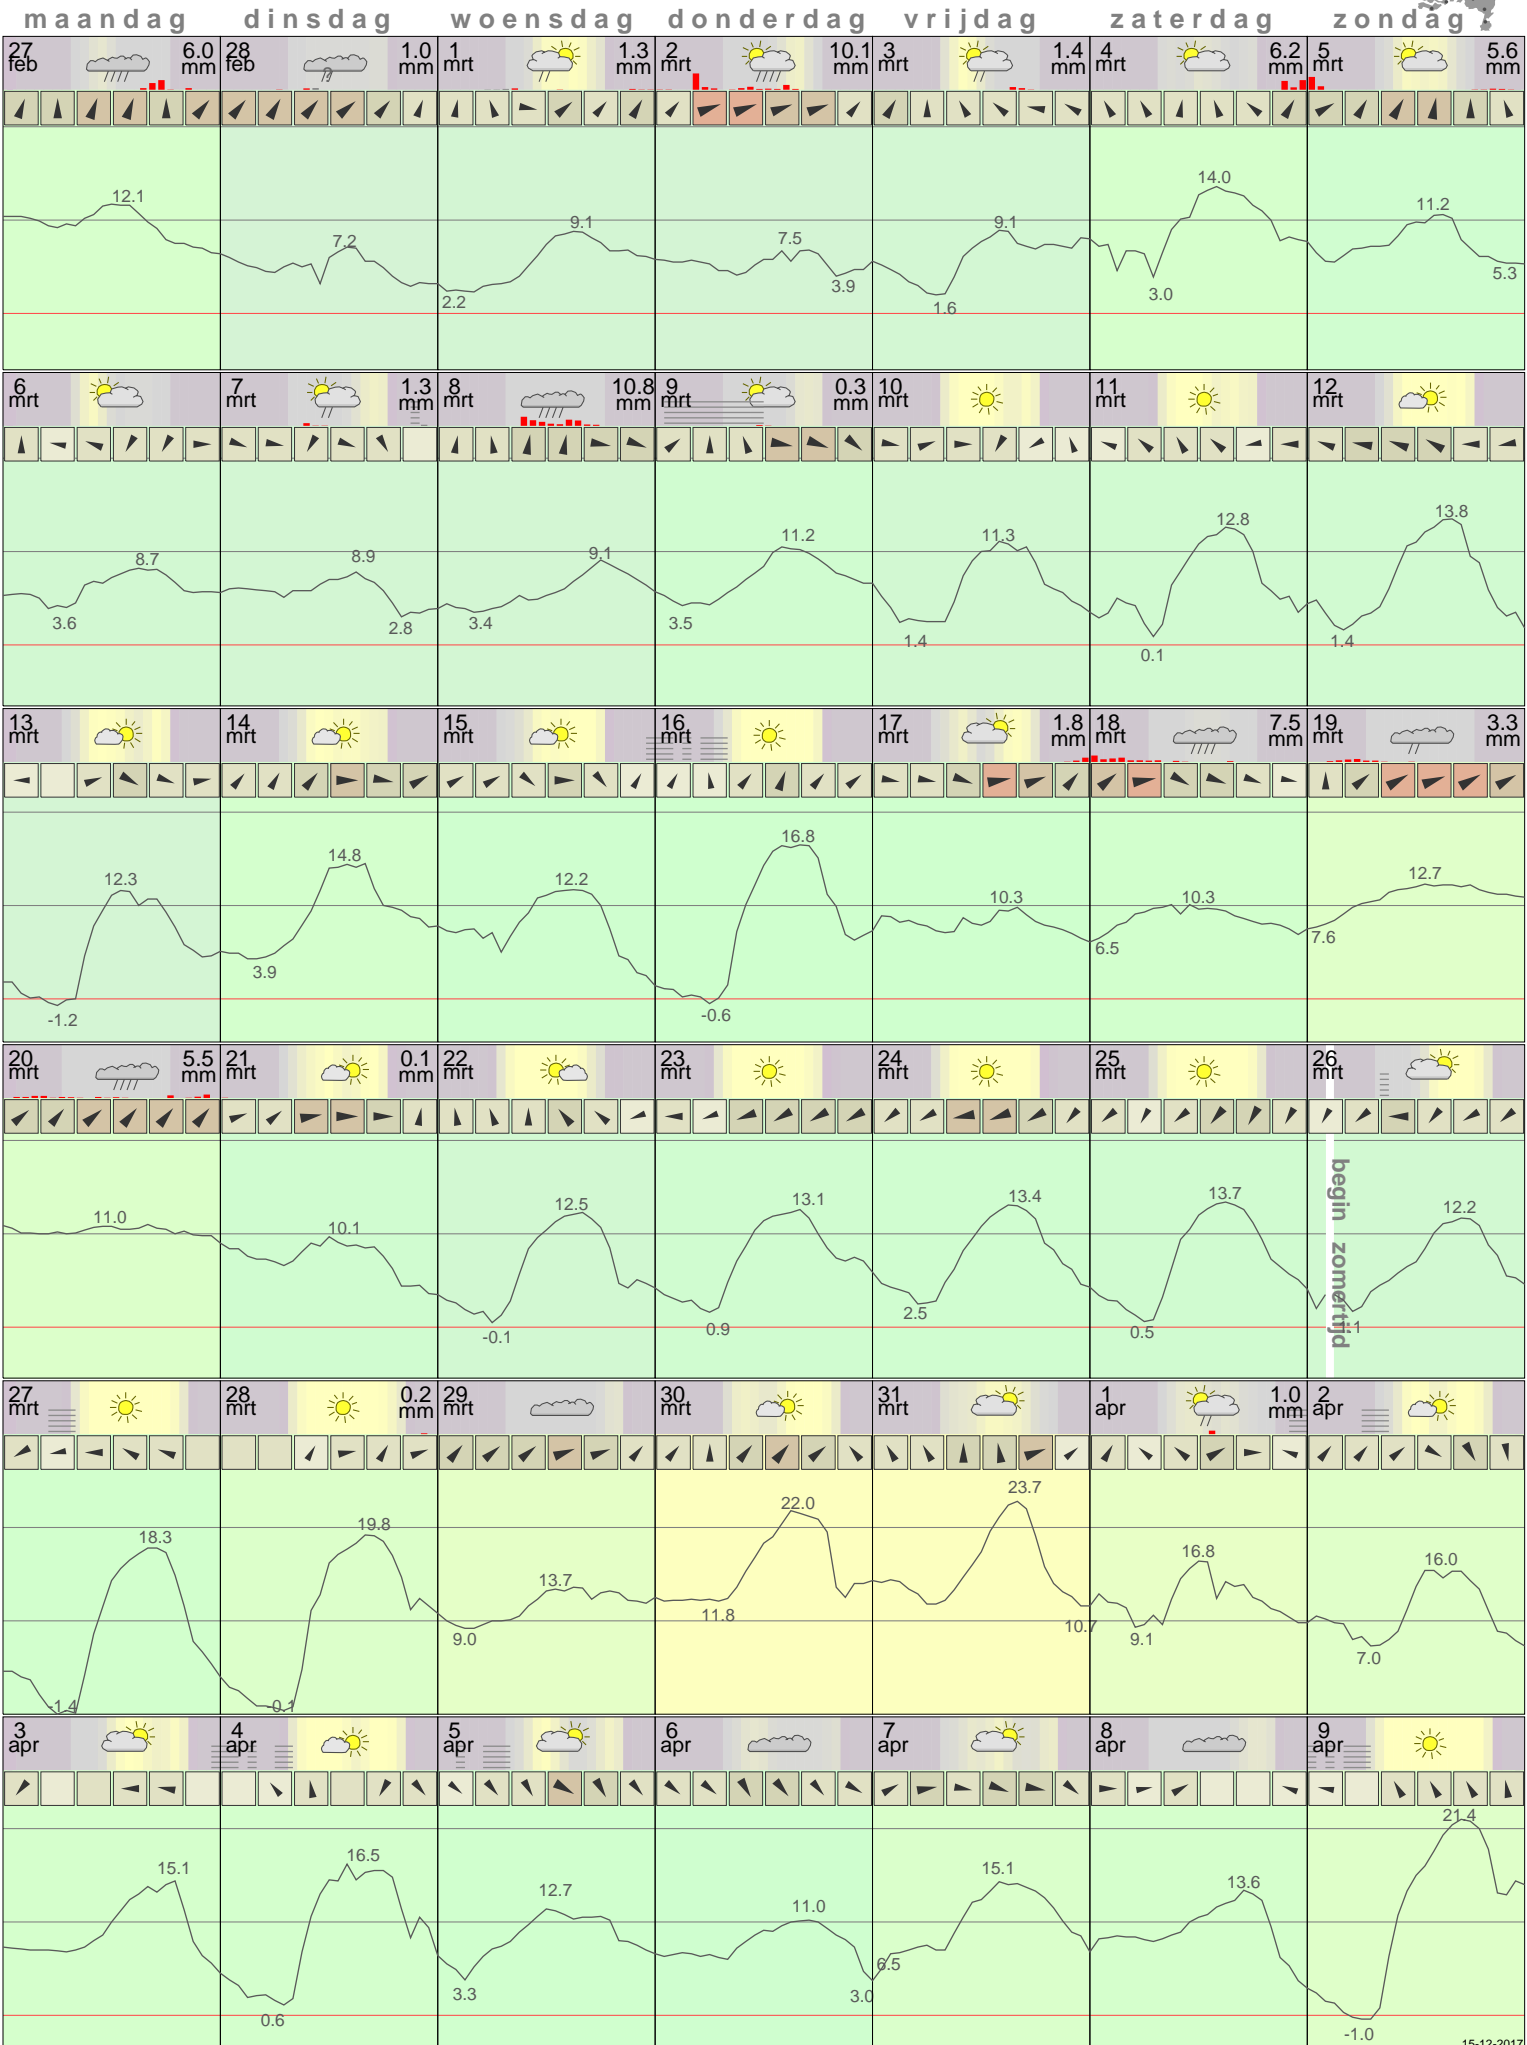 maandag dinsdag woensdag donderdag vrijdag zaterdag zondag
27 6.0 28 1.0 1 1.3 2 10.1 3 1.4 4 6.2 5 5.6
feb mm feb mm mrt mm mrt mm mrt mm mrt mm mrt mm
?
14.0
12.1
11.2
9.1 9.1
7.2 7.5
5.3
3.9
3.0
2.2 1.6
6 7 1.3 8 10.8 9 0.3 10 11 12
mrt mrt mm mrt mm mrt mm mrt mrt mrt
13.8
12.8
11.3 11.2
8.7 8.9 9.1
3.6 2.8 3.4 3.5 1.4 0.1 1.4
13 14 15 16 17 1.8 18 7.5 19 3.3
mrt mrt mrt mrt mrt mm mrt mm mrt mm
16.8
14.8
12.3 12.2 12.7
10.3 10.3
3.9 6.5 7.6
-1.2 -0.6
20 5.5 21 0.1 22 23 24 25 26
mrt mm mrt mm mrt mrt mrt mrt mrt
begin zomertijd
11.0 10.1 12.5 13.1 13.4 13.7 12.2
-0.1 0.9 2.5 0.5
27 28 0.2 29 30 31 1 1.0 2
mrt mrt mm mrt mrt mrt apr mm apr
18.3 19.8 13.7 22.0 23.7 16.8 16.0
-1.4 -0.1 9.0 11.8 10.7 9.1 7.0
3 4 5 6 7 8 9
apr apr apr apr apr apr apr
15.1 16.5 12.7 11.0 15.1 13.6 21.4
0.6 3.3 3.0 6.5 -1.0
15-12-2017